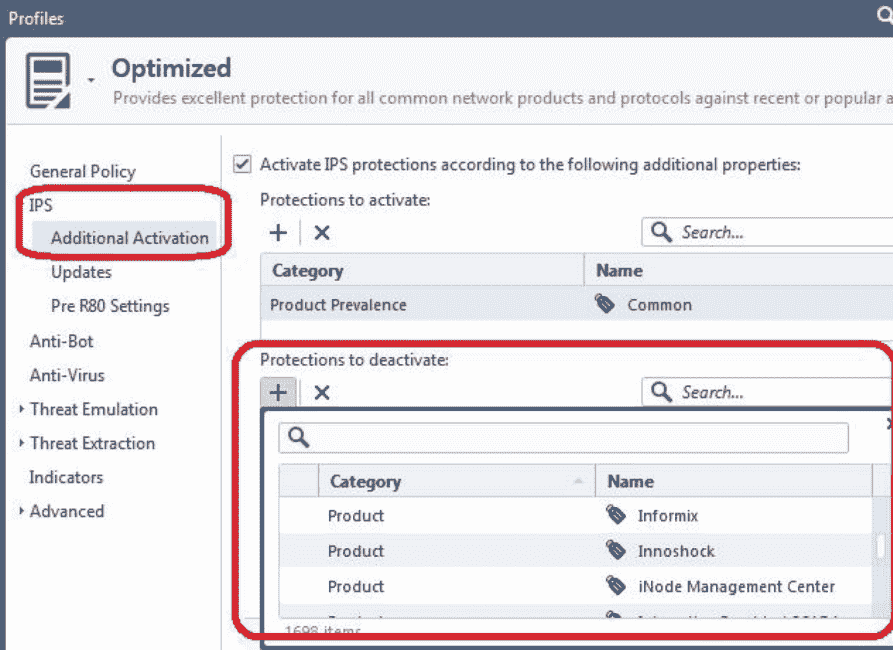 Profiles
Optimized
Provides excellent protection for all common network products and protocols against recent or popular a
General Policy
IPS
Additional Activation
Updates
Pre R80 Settings
Anti-Bot
Anti-Virus
Threat Emulation
Threat Extraction
Indicators
Advanced
Activate IPS protections according to the following additional properties:
Protections to activate:
Search...
Category Name
Product Prevalence Common
Protections to deactivate:
Search...
Category Name
Product Informix
Product Innoshock
Product iNode Management Center
1698 items